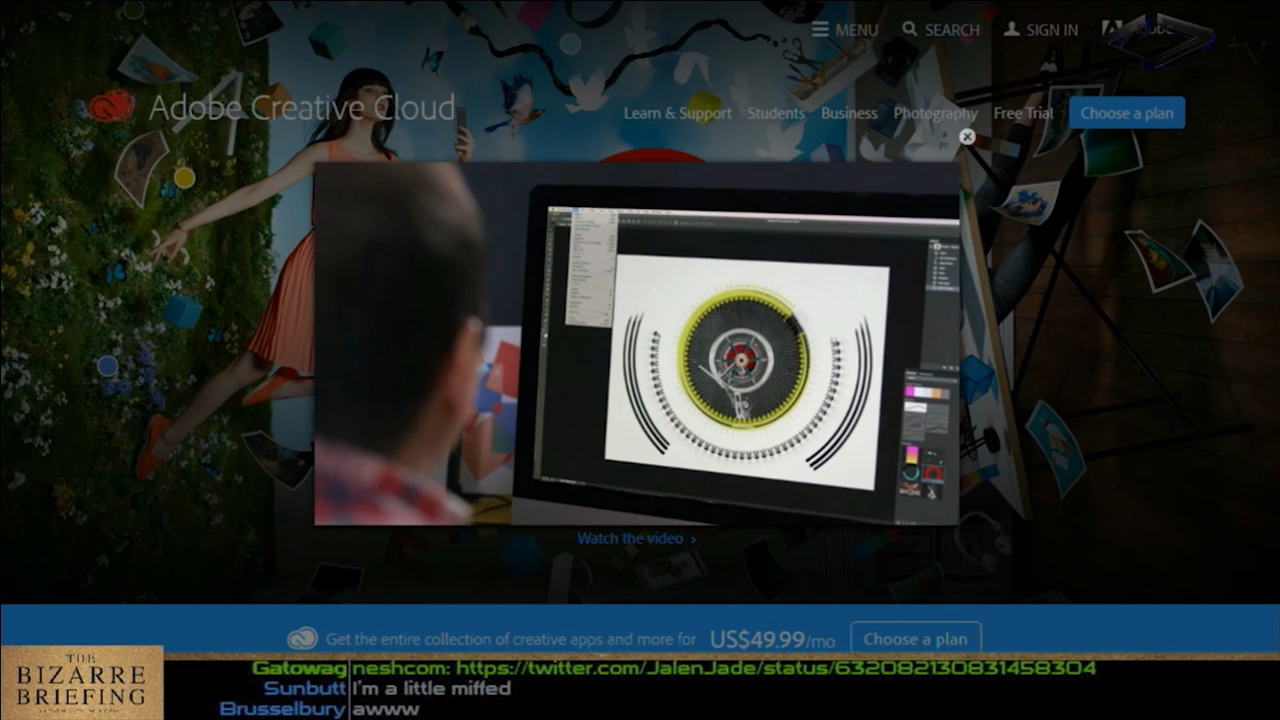 MENU SEARCH SIGN IN Adobe
Adobe Creative Cloud
Learn & Support Students Business Photography Free Trial Choose a plan
Watch the video ›
Get the entire collection of creative apps and more for US$49.99/mo Choose a plan
THE
BIZARRE
BRIEFING
Gatowag neshcom: https://twitter.com/JalenJade/status/632082130831458304
Sunbutt I'm a little miffed
Brusselbury awww